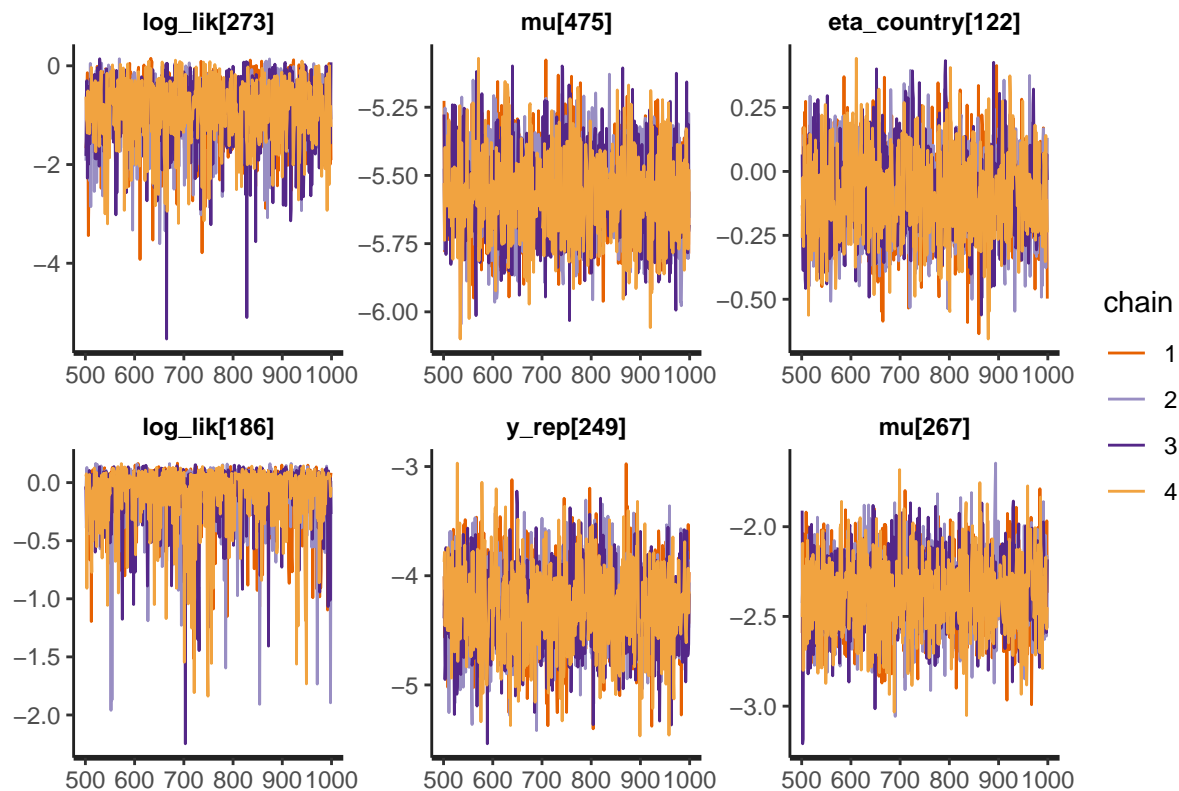 log_lik[273] mu[475] eta_country[122]
0 −5.25 0.25
−2 −5.50 0.00
−4 −5.75 −0.25
−6.00 −0.50
500 600 700 800 900 1000 500 600 700 800 900 1000 500 600 700 800 900 1000
log_lik[186] y_rep[249] mu[267]
0.0 −3 −2.0
−0.5 −4 −2.5
−1.0 −5 −3.0
−1.5
−2.0
500 600 700 800 900 1000 500 600 700 800 900 1000 500 600 700 800 900 1000
chain
1
2
3
4